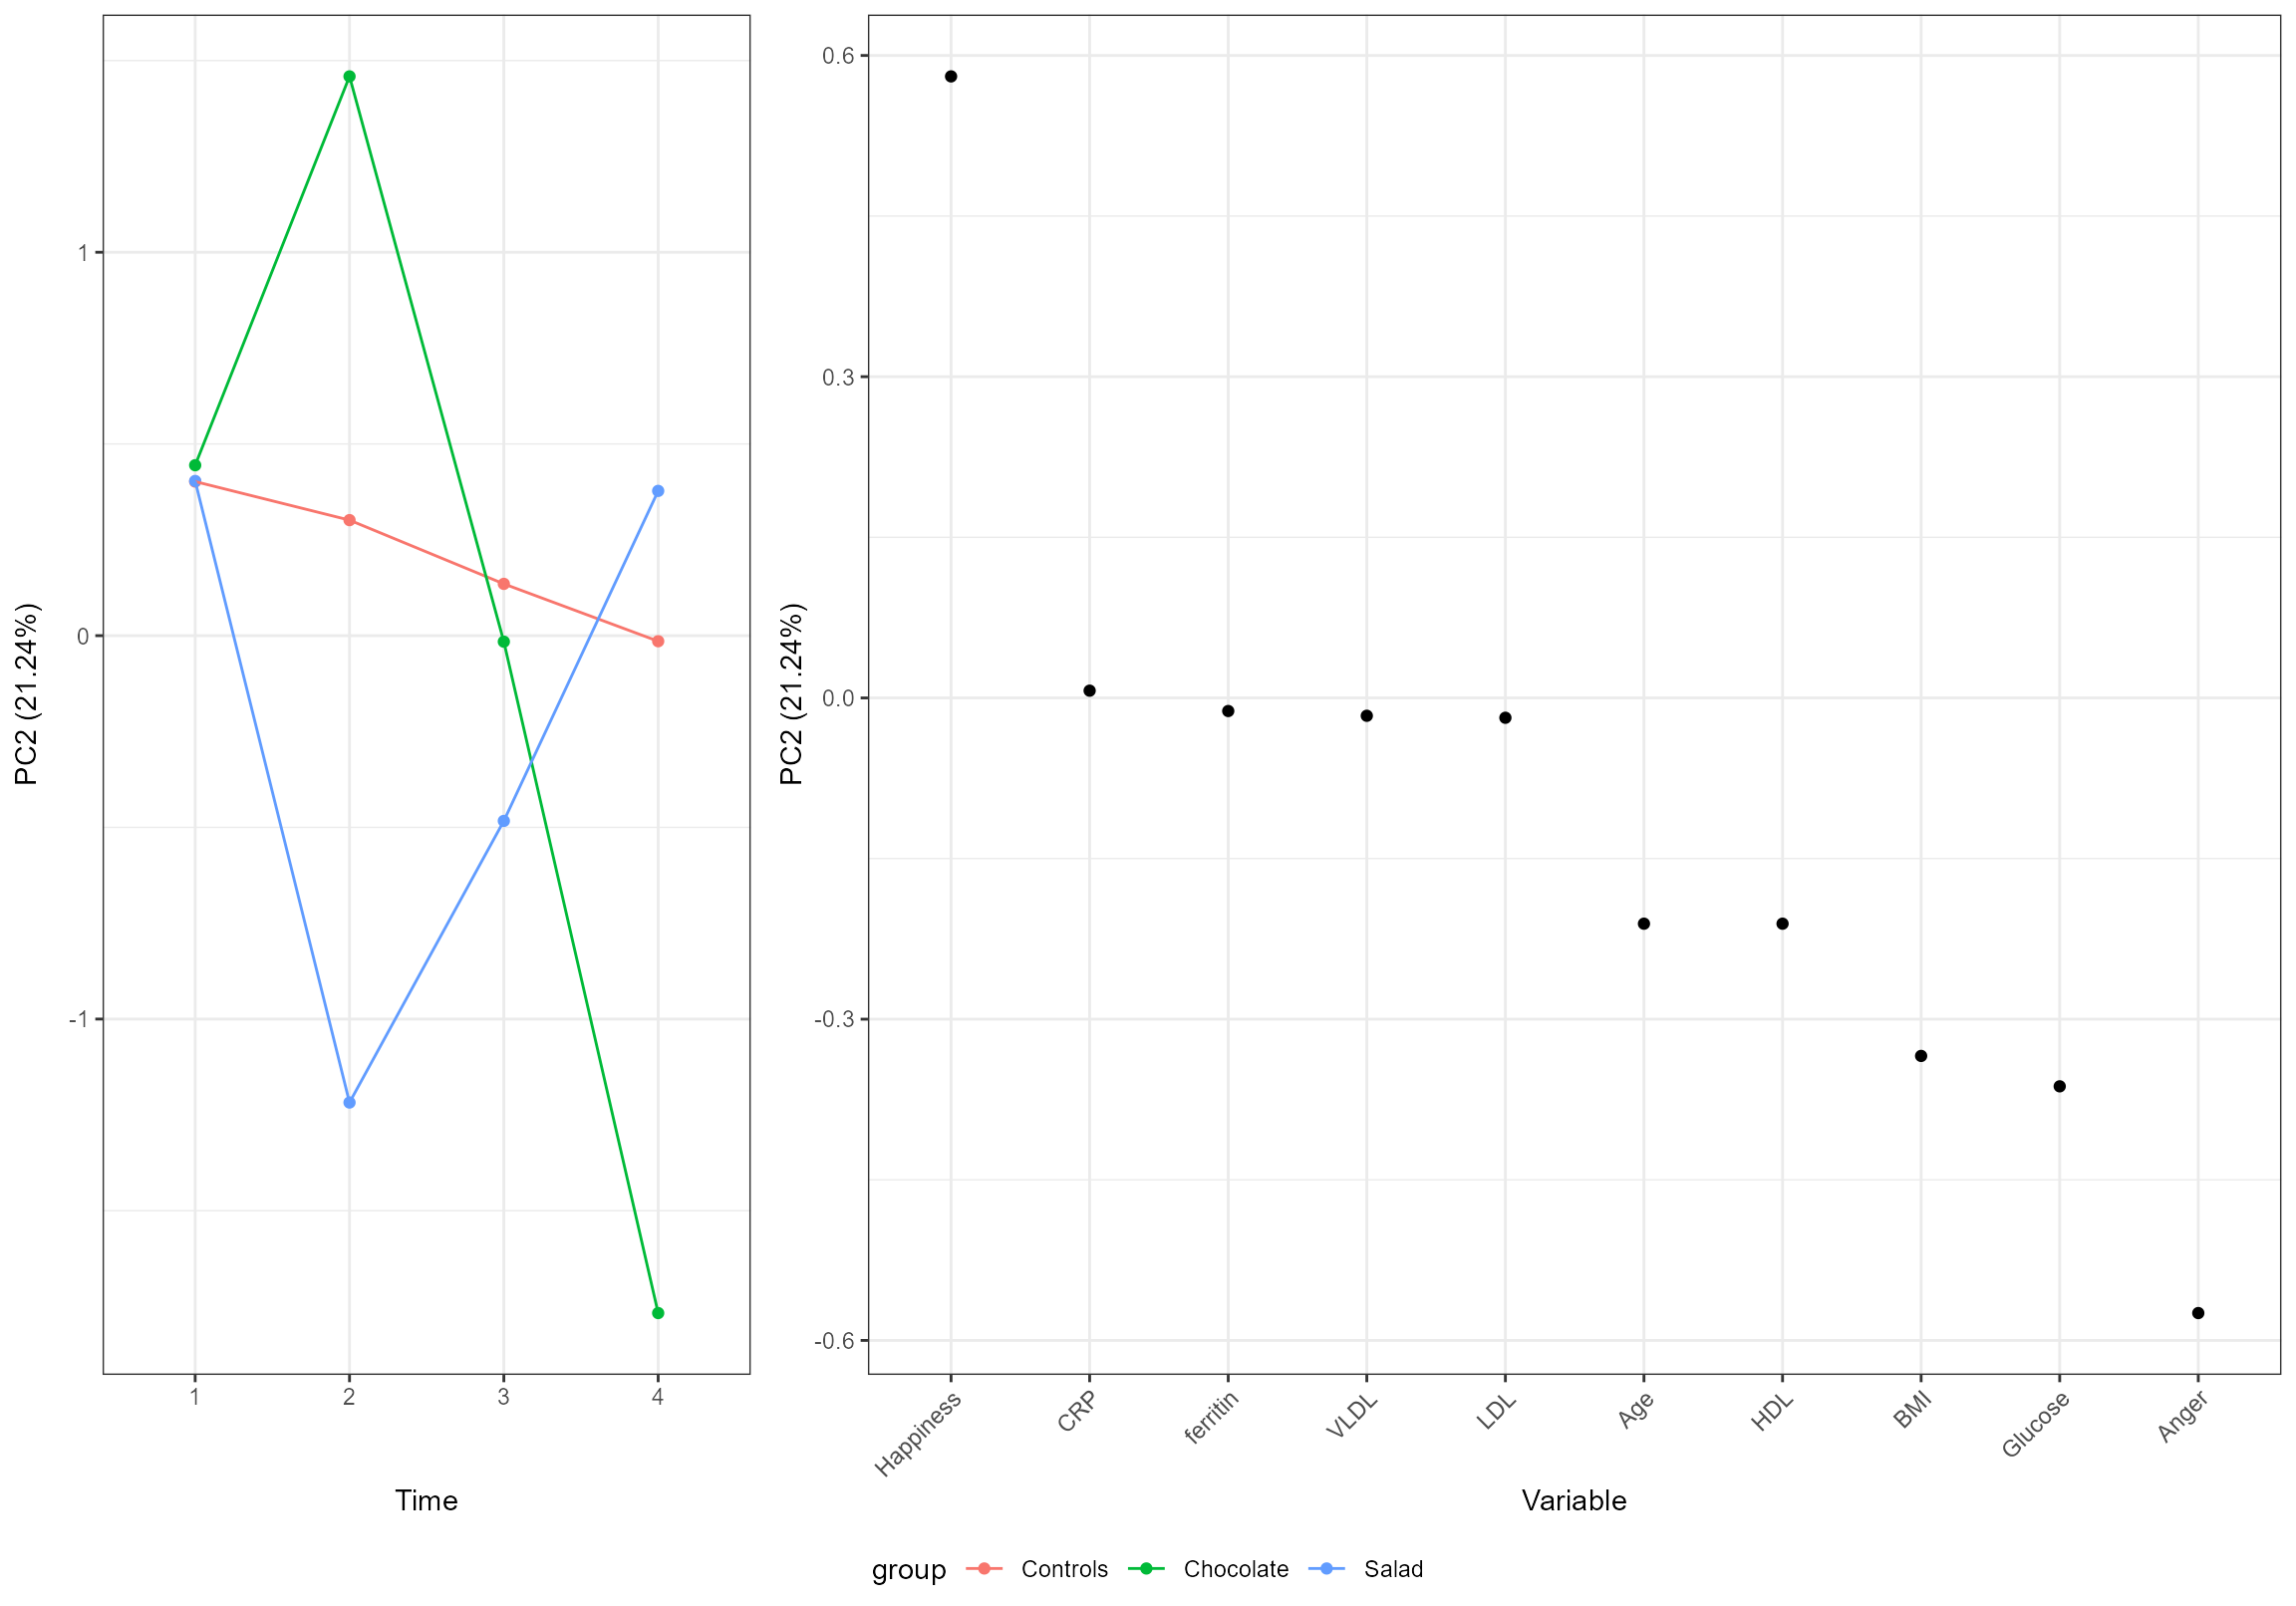 PC2 (21.24%)
1
0
-1
1 2 3 4
Time
PC2 (21.24%)
0.6
0.3
0.0
-0.3
-0.6
Happiness CRP ferritin VLDL LDL Age HDL BMI Glucose Anger
Variable
group Controls Chocolate Salad